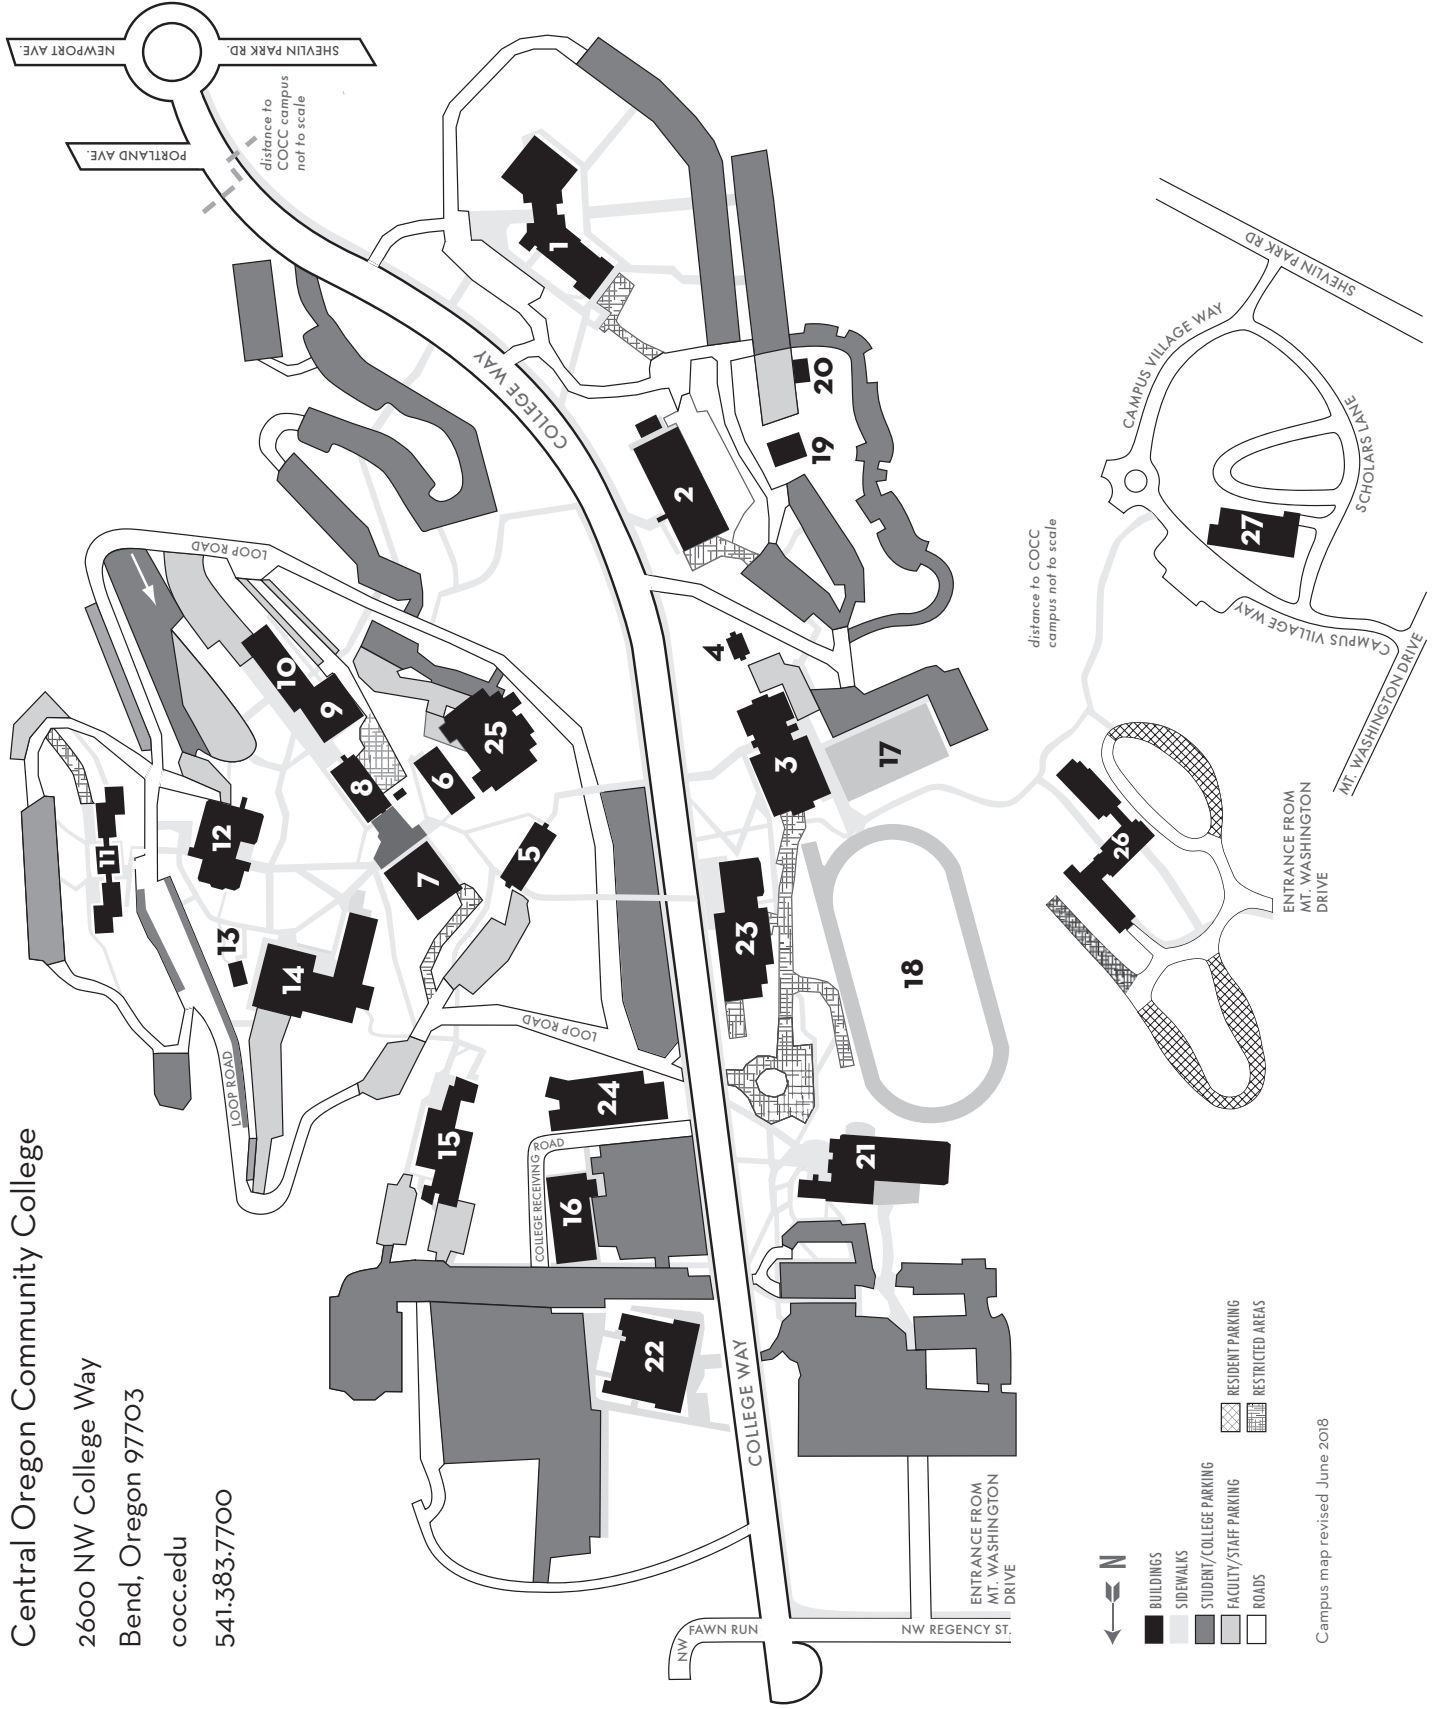 Central Oregon Community College
2600 NW College Way
Bend, Oregon 97703
cocc.edu
541.383.7700
NEWPORT AVE.
SHEVLIN PARK RD.
PORTLAND AVE.
distance to
COCC campus
not to scale
COLLEGE WAY
LOOP ROAD
1
2
3
4
5
6
7
8
9
10
11
12
13
14
15
16
17
18
19
20
21
22
23
24
25
26
27
LOOP ROAD
LOOP ROAD
COLLEGE RECEIVING ROAD
COLLEGE WAY
NW FAWN RUN
NW REGENCY ST.
ENTRANCE FROM
MT. WASHINGTON
DRIVE
distance to COCC
campus not to scale
CAMPUS VILLAGE WAY
SHEVLIN PARK RD
SCHOLARS LANE
CAMPUS VILLAGE WAY
MT. WASHINGTON DRIVE
ENTRANCE FROM
MT. WASHINGTON
DRIVE
N
BUILDINGS
SIDEWALKS
STUDENT/COLLEGE PARKING
FACULTY/STAFF PARKING
ROADS
RESIDENT PARKING
RESTRICTED AREAS
Campus map revised June 2018